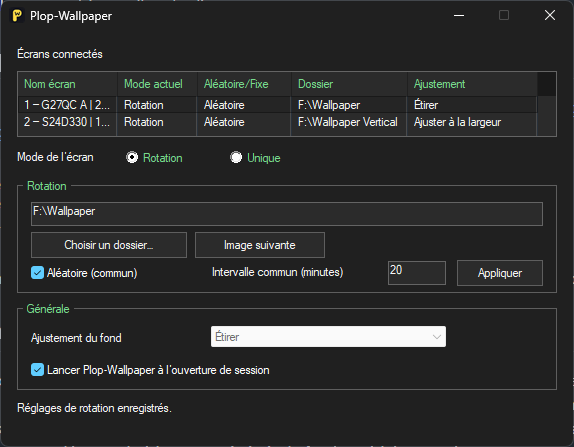 Plop-Wallpaper
Écrans connectés
Nom écran Mode actuel Aléatoire/Fixe Dossier Ajustement
1 – G27QC A | 2... Rotation Aléatoire F:\Wallpaper Étirer
2 – S24D330 | 1... Rotation Aléatoire F:\Wallpaper Vertical Ajuster à la largeur
Mode de l'écran Rotation Unique
Rotation
F:\Wallpaper
Choisir un dossier... Image suivante
Aléatoire (commun) Intervalle commun (minutes) 20 Appliquer
Générale
Ajustement du fond Étirer
Lancer Plop-Wallpaper à l'ouverture de session
Réglages de rotation enregistrés.